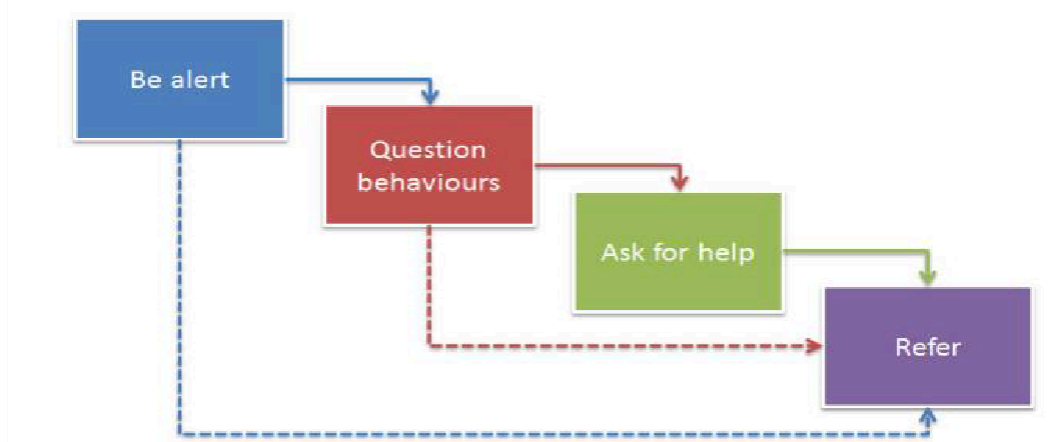 Be alert
Question
behaviours
Ask for help
Refer